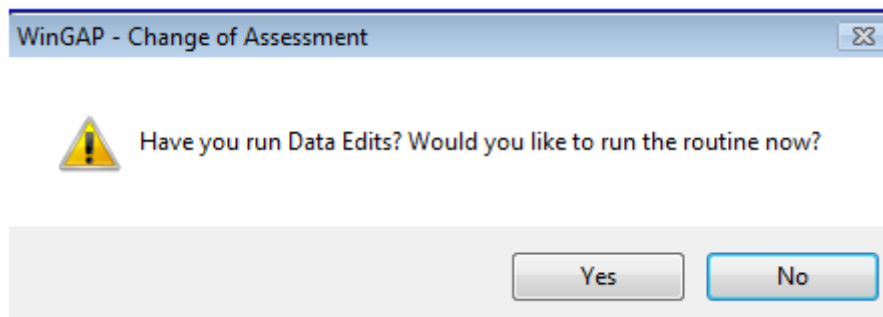 WinGAP - Change of Assessment
Have you run Data Edits? Would you like to run the routine now?
Yes
No